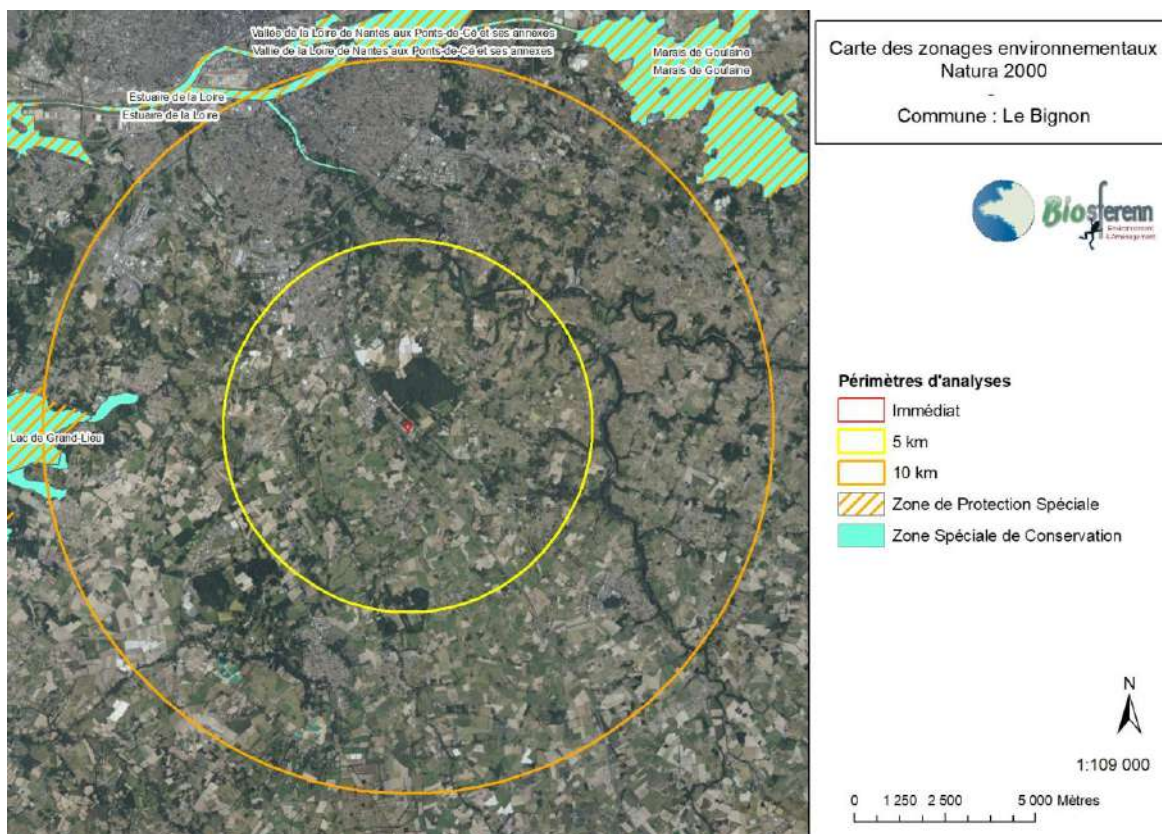 Vallée de la Loire de Nantes aux Ponts-de-Cé et ses annexes
Vallée de la Loire de Nantes aux Ponts-de-Cé et ses annexes
Marais de Goulaine
Marais de Goulaine
Estuaire de la Loire
Estuaire de la Loire
Lac de Grand-Lieu
Carte des zonages environnementaux
Natura 2000
-
Commune : Le Bignon
Biosferenn
Environnement
& Aménagement
Périmètres d'analyses
Immédiat
5 km
10 km
Zone de Protection Spéciale
Zone Spéciale de Conservation
N
1:109 000
0 1 250 2 500 5 000 Mètres